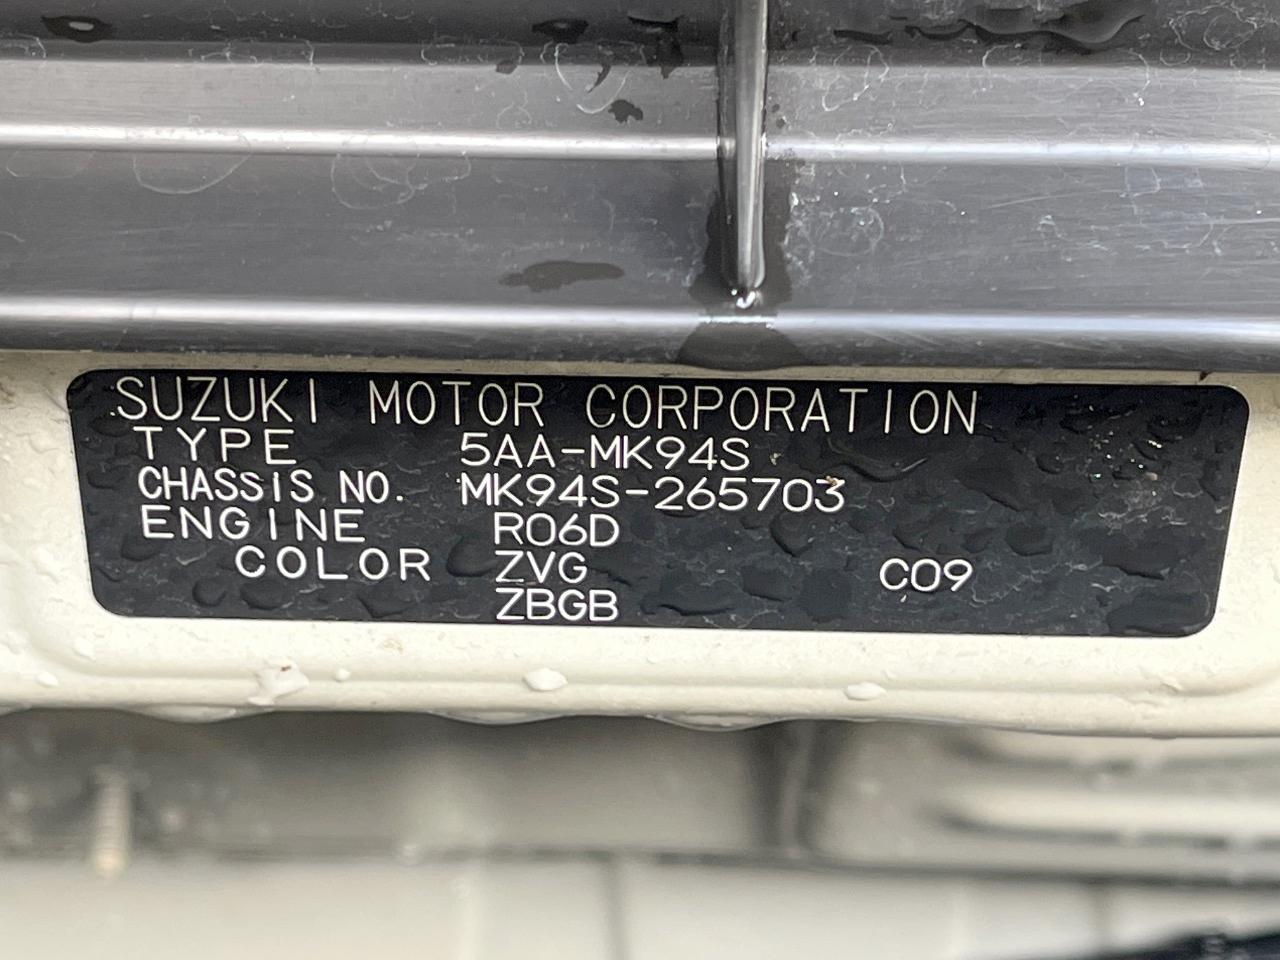 SUZUKI MOTOR CORPORATION
TYPE 5AA-MK94S
CHASSIS NO. MK94S-265703
ENGINE R06D
COLOR ZVG C09
ZBGB